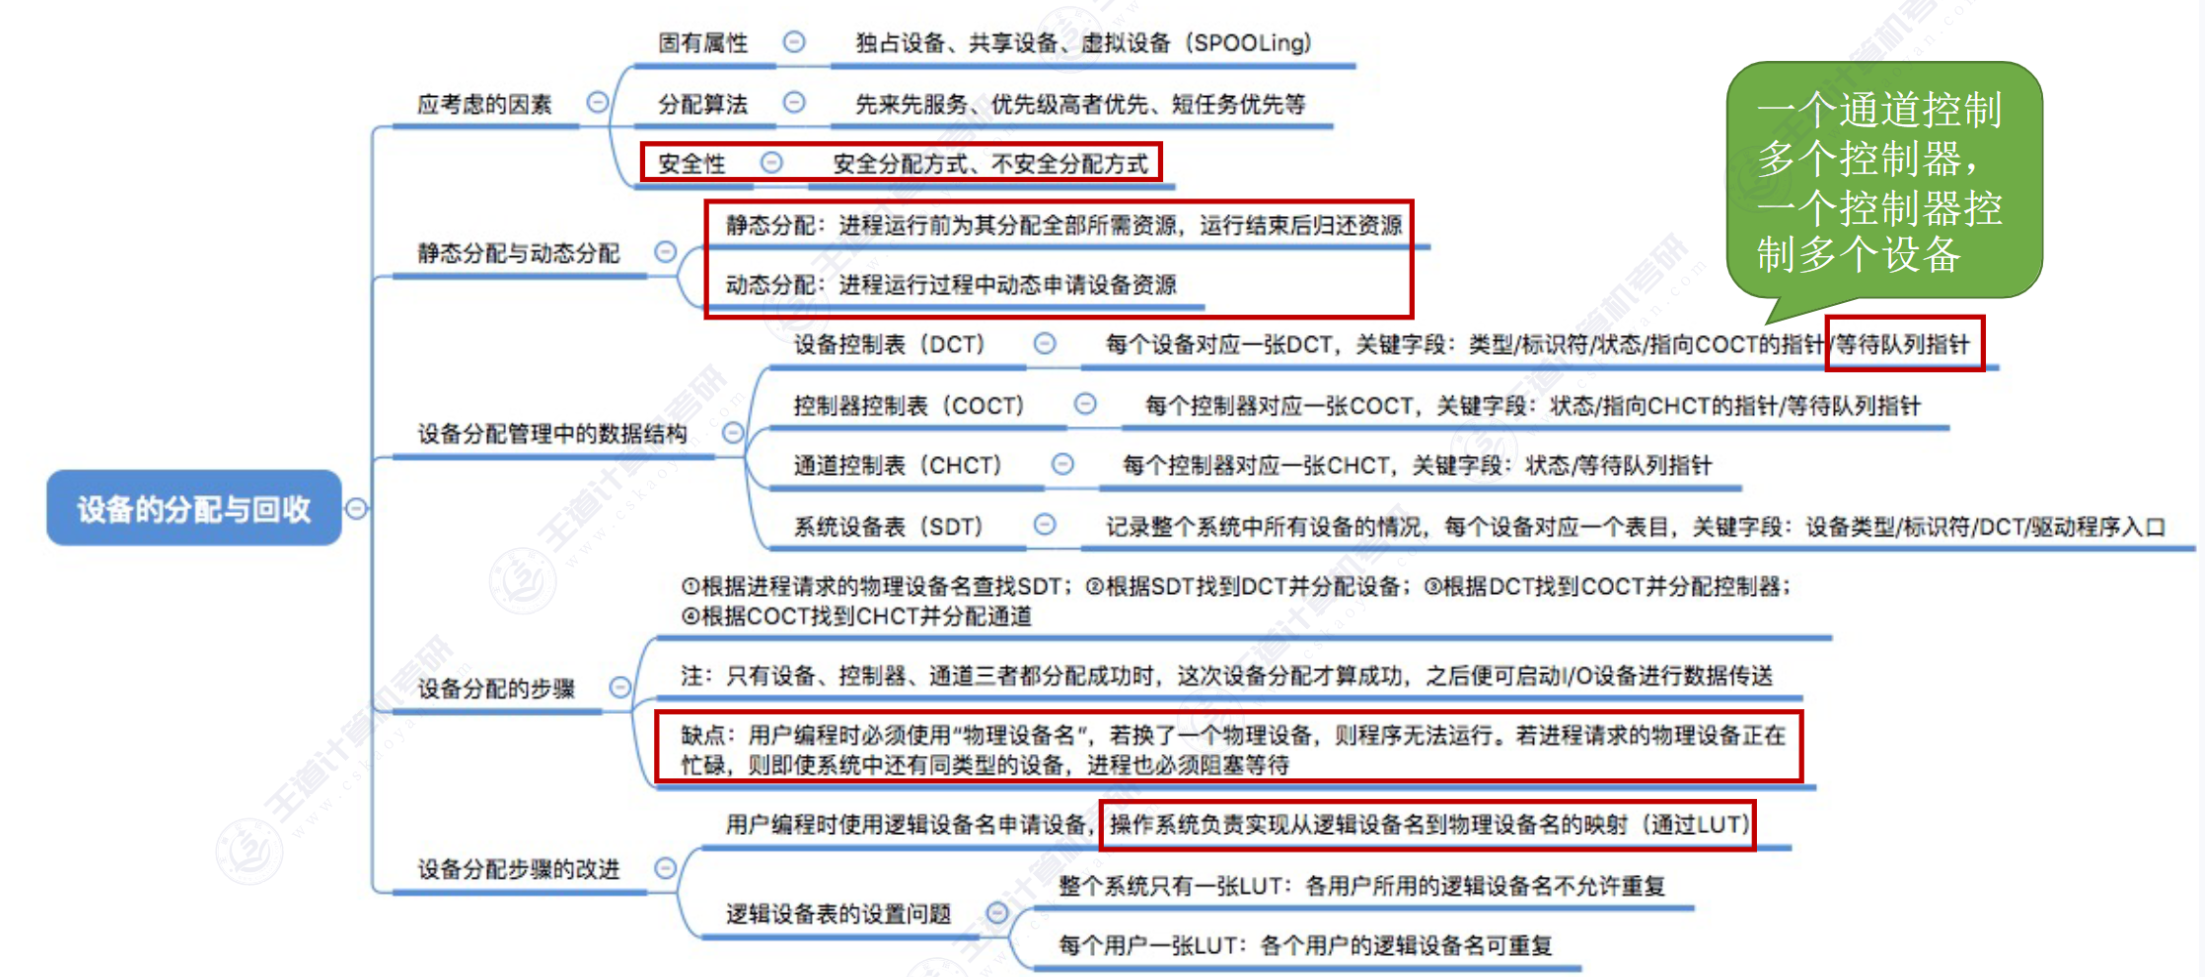 固有属性
独占设备、共享设备、虚拟设备（SPOOLing)
应考虑的因素
分配算法
先来先服务、优先级高者优先、短任务优先等
安全性
安全分配方式、不安全分配方式
一个通道控制
多个控制器，
一个控制器控
制多个设备
静态分配与动态分配
静态分配：进程运行前为其分配全部所需资源，运行结束后归还资源
动态分配：进程运行过程中动态申请设备资源
设备分配管理中的数据结构
设备控制表（DCT）
每个设备对应一张DCT，关键字段：类型/标识符/状态/指向COCT的指针/等待队列指针
控制器控制表（COCT）
每个控制器对应一张COCT，关键字段：状态/指向CHCT的指针/等待队列指针
通道控制表（CHCT）
每个控制器对应一张CHCT，关键字段：状态/等待队列指针
系统设备表（SDT）
记录整个系统中所有设备的情况，每个设备对应一个表目，关键字段：设备类型/标识符/DCT/驱动程序入口
设备的分配与回收
设备分配的步骤
①根据进程请求的物理设备名查找SDT；②根据SDT找到DCT并分配设备；③根据DCT找到COCT并分配控制器；
④根据COCT找到CHCT并分配通道
注：只有设备、控制器、通道三者都分配成功时，这次设备分配才算成功，之后便可启动I/O设备进行数据传送
缺点：用户编程时必须使用“物理设备名”，若换了一个物理设备，则程序无法运行。若进程请求的物理设备正在
忙碌，则即使系统中还有同类型的设备，进程也必须阻塞等待
设备分配步骤的改进
用户编程时使用逻辑设备名申请设备，操作系统负责实现从逻辑设备名到物理设备名的映射（通过LUT）
逻辑设备表的设置问题
整个系统只有一张LUT：各用户所用的逻辑设备名不允许重复
每个用户一张LUT：各个用户的逻辑设备名可重复
王道计算机考研
www.cskaoyan.com